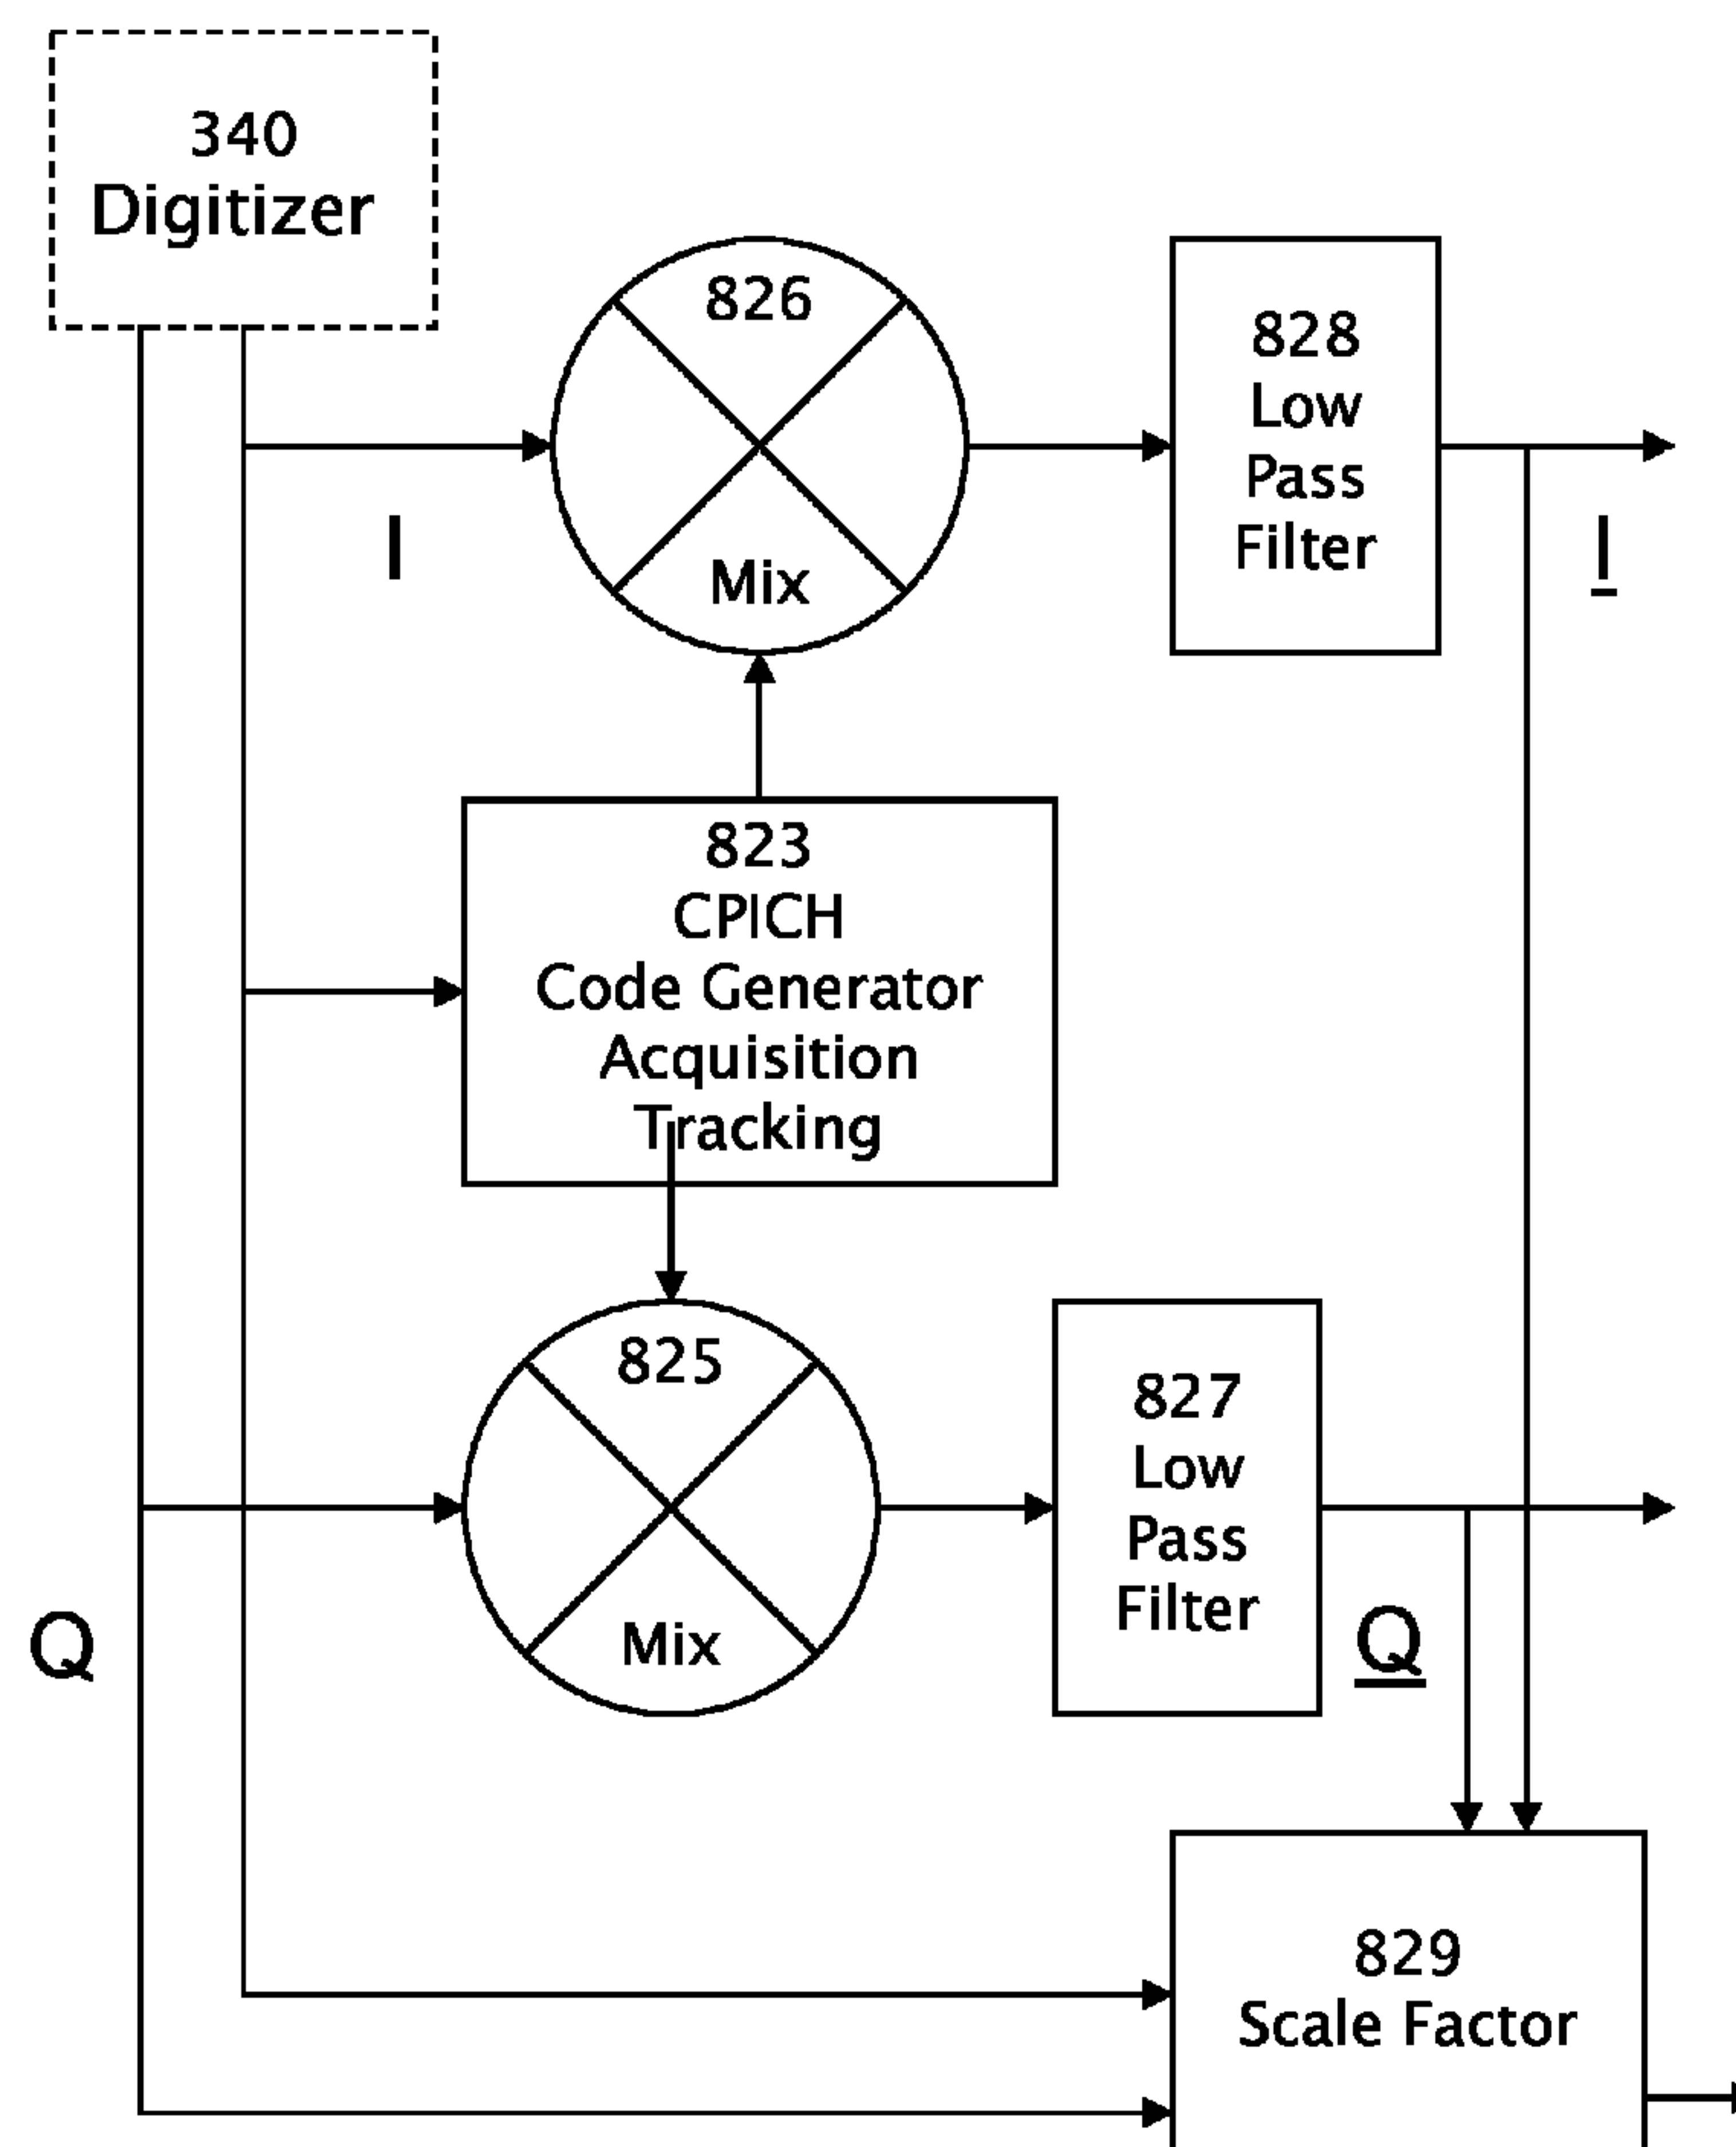 340
Digitizer
826
Mix
828
Low
Pass
Filter
I
I
823
CPICH
Code Generator
Acquisition
Tracking
825
Mix
827
Low
Pass
Filter
Q
Q
829
Scale Factor